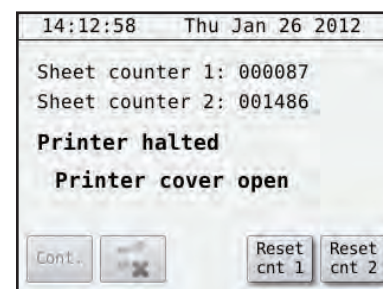 14:12:58 Thu Jan 26 2012
Sheet counter 1: 000087
Sheet counter 2: 001486
Printer halted
Printer cover open
Cont. Reset Reset
cnt 1 cnt 2